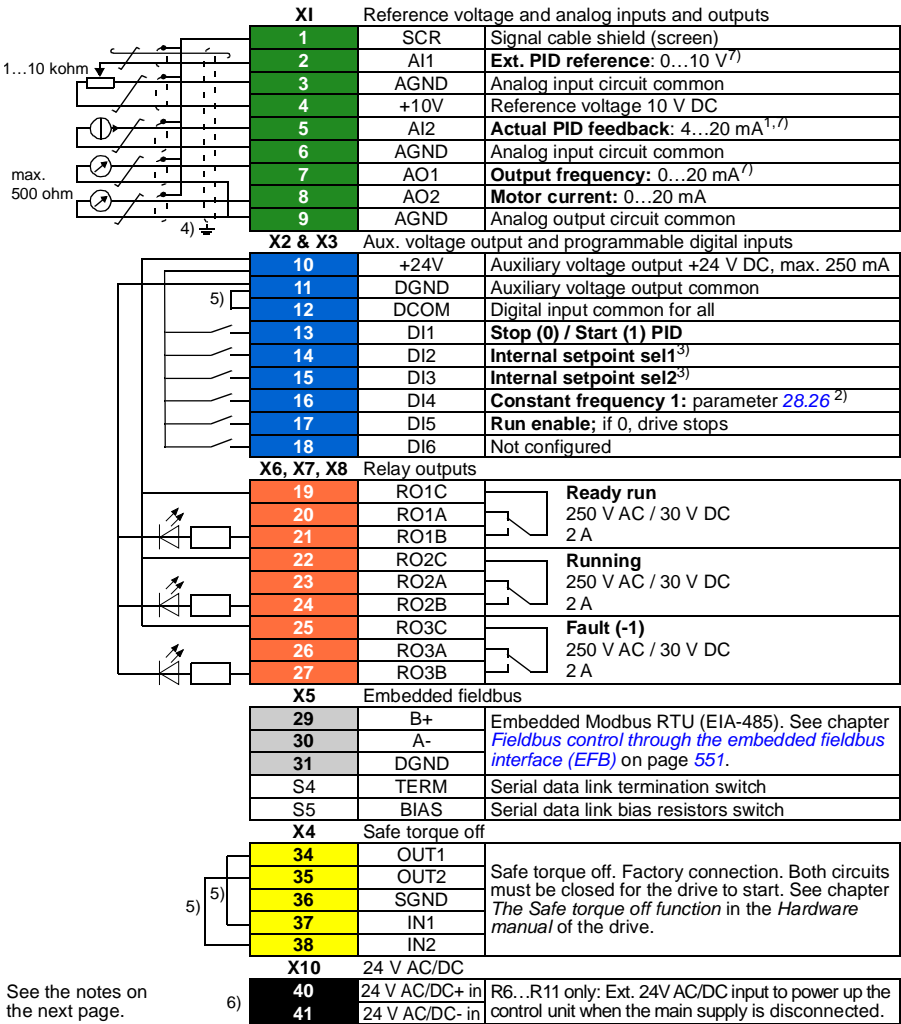 XI Reference voltage and analog inputs and outputs
1 SCR Signal cable shield (screen)
1…10 kohm
2 AI1 Ext. PID reference: 0…10 V7)
3 AGND Analog input circuit common
4 +10V Reference voltage 10 V DC
5 AI2 Actual PID feedback: 4…20 mA1,7)
6 AGND Analog input circuit common
max.
500 ohm
7 AO1 Output frequency: 0…20 mA7)
8 AO2 Motor current: 0…20 mA
9 AGND Analog output circuit common
4)
X2 & X3 Aux. voltage output and programmable digital inputs
10 +24V Auxiliary voltage output +24 V DC, max. 250 mA
11 DGND Auxiliary voltage output common
5)
12 DCOM Digital input common for all
13 DI1 Stop (0) / Start (1) PID
14 DI2 Internal setpoint sel13)
15 DI3 Internal setpoint sel23)
16 DI4 Constant frequency 1: parameter 28.26 2)
17 DI5 Run enable; if 0, drive stops
18 DI6 Not configured
X6, X7, X8 Relay outputs
19 RO1C Ready run
20 RO1A 250 V AC / 30 V DC
21 RO1B 2 A
22 RO2C Running
23 RO2A 250 V AC / 30 V DC
24 RO2B 2 A
25 RO3C Fault (-1)
26 RO3A 250 V AC / 30 V DC
27 RO3B 2 A
X5 Embedded fieldbus
29 B+ Embedded Modbus RTU (EIA-485). See chapter
30 A- Fieldbus control through the embedded fieldbus
31 DGND interface (EFB) on page 551.
S4 TERM Serial data link termination switch
S5 BIAS Serial data link bias resistors switch
X4 Safe torque off
34 OUT1
35 OUT2 Safe torque off. Factory connection. Both circuits
36 SGND must be closed for the drive to start. See chapter
37 IN1 The Safe torque off function in the Hardware
38 IN2 manual of the drive.
5)
5)
X10 24 V AC/DC
See the notes on
the next page.
6)
40 24 V AC/DC+ in R6…R11 only: Ext. 24V AC/DC input to power up the
41 24 V AC/DC- in control unit when the main supply is disconnected.